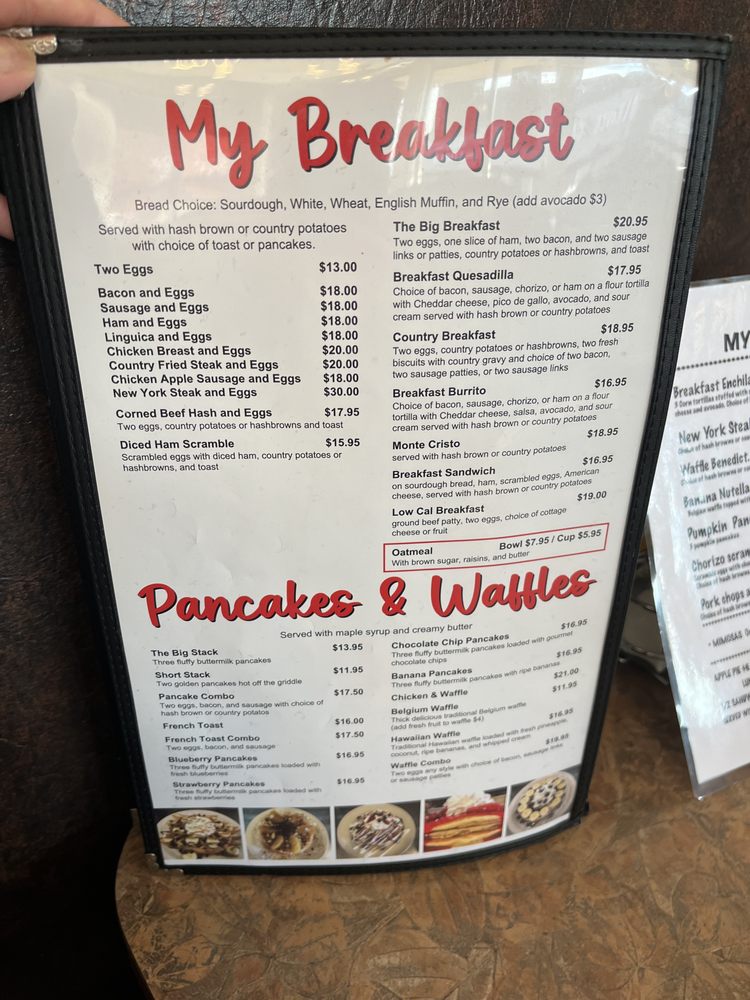 My Breakfast
Bread Choice: Sourdough, White, Wheat, English Muffin, and Rye (add avocado $3)
Served with hash brown or country potatoes
with choice of toast or pancakes.
Two Eggs $13.00
Bacon and Eggs $18.00
Sausage and Eggs $18.00
Ham and Eggs $18.00
Linguica and Eggs $18.00
Chicken Breast and Eggs $20.00
Country Fried Steak and Eggs $20.00
Chicken Apple Sausage and Eggs $18.00
New York Steak and Eggs $30.00
Corned Beef Hash and Eggs $17.95
Two eggs, country potatoes or hashbrowns and toast
Diced Ham Scramble $15.95
Scrambled eggs with diced ham, country potatoes or
hashbrowns, and toast
The Big Breakfast $20.95
Two eggs, one slice of ham, two bacon, and two sausage
links or patties, country potatoes or hashbrowns, and toast
Breakfast Quesadilla $17.95
Choice of bacon, sausage, chorizo, or ham on a flour tortilla
with Cheddar cheese, pico de gallo, avocado, and sour
cream served with hash brown or country potatoes
Country Breakfast $18.95
Two eggs, country potatoes or hashbrowns, two fresh
biscuits with country gravy and choice of two bacon,
two sausage patties, or two sausage links
Breakfast Burrito $16.95
Choice of bacon, sausage, chorizo, or ham on a flour
tortilla with Cheddar cheese, salsa, avocado, and sour
cream served with hash brown or country potatoes
Monte Cristo $18.95
served with hash brown or country potatoes
Breakfast Sandwich $16.95
on sourdough bread, ham, scrambled eggs, American
cheese, served with hash brown or country potatoes
Low Cal Breakfast $19.00
ground beef patty, two eggs, choice of cottage
cheese or fruit
Oatmeal Bowl $7.95 / Cup $5.95
With brown sugar, raisins, and butter
Pancakes & Waffles
Served with maple syrup and creamy butter
The Big Stack $13.95
Three fluffy buttermilk pancakes
Short Stack $11.95
Two golden pancakes hot off the griddle
Pancake Combo $17.50
Two eggs, bacon, and sausage with choice of
hash brown or country potatos
French Toast $16.00
French Toast Combo $17.50
Two eggs, bacon, and sausage
Blueberry Pancakes $16.95
Three fluffy buttermilk pancakes loaded with
fresh blueberries
Strawberry Pancakes $16.95
Three fluffy buttermilk pancakes loaded with
fresh strawberries
Chocolate Chip Pancakes $16.95
Three fluffy buttermilk pancakes loaded with gourmet
chocolate chips
Banana Pancakes $16.95
Three fluffy buttermilk pancakes with ripe bananas
Chicken & Waffle $21.00
Belgium Waffle $11.95
Thick delicious traditional Belgium waffle
(add fresh fruit to waffle $4)
Hawaiian Waffle $16.95
Traditional Hawaiian waffle loaded with fresh pineapple,
coconut, ripe bananas, and whipped cream
Waffle Combo
Two eggs any style with choice of bacon, sausage links
or sausage patties
MY
Breakfast Enchil
New York Stea
Waffle Benedict
Banana Nutella
Pumpkin Pan
Chorizo scram
Pork chops a
MIMOSAS
APPLE PIE